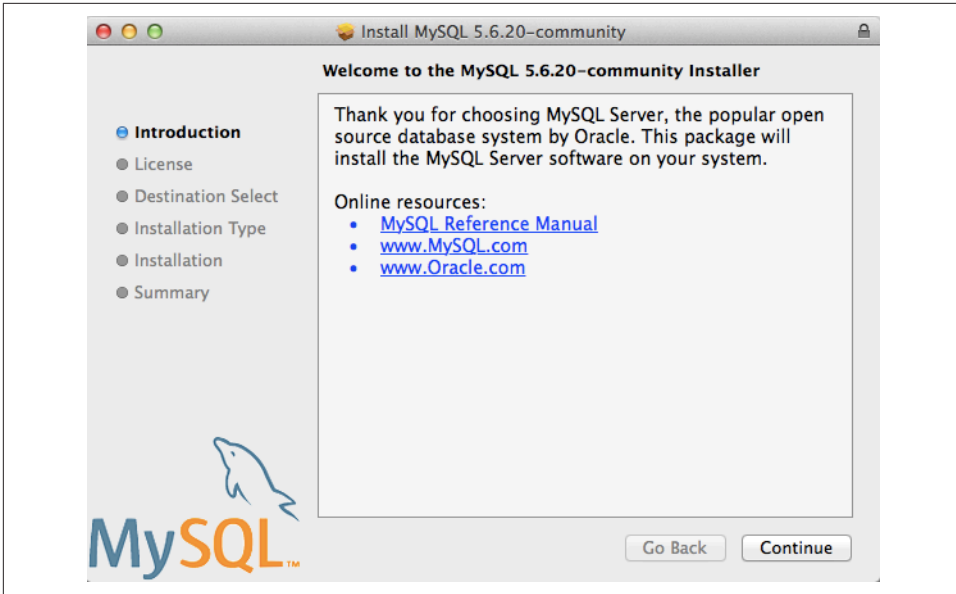 Install MySQL 5.6.20-community
Welcome to the MySQL 5.6.20-community Installer
Introduction
License
Destination Select
Installation Type
Installation
Summary
Thank you for choosing MySQL Server, the popular open
source database system by Oracle. This package will
install the MySQL Server software on your system.
Online resources:
• MySQL Reference Manual
• www.MySQL.com
• www.Oracle.com
MySQL™
Go Back
Continue